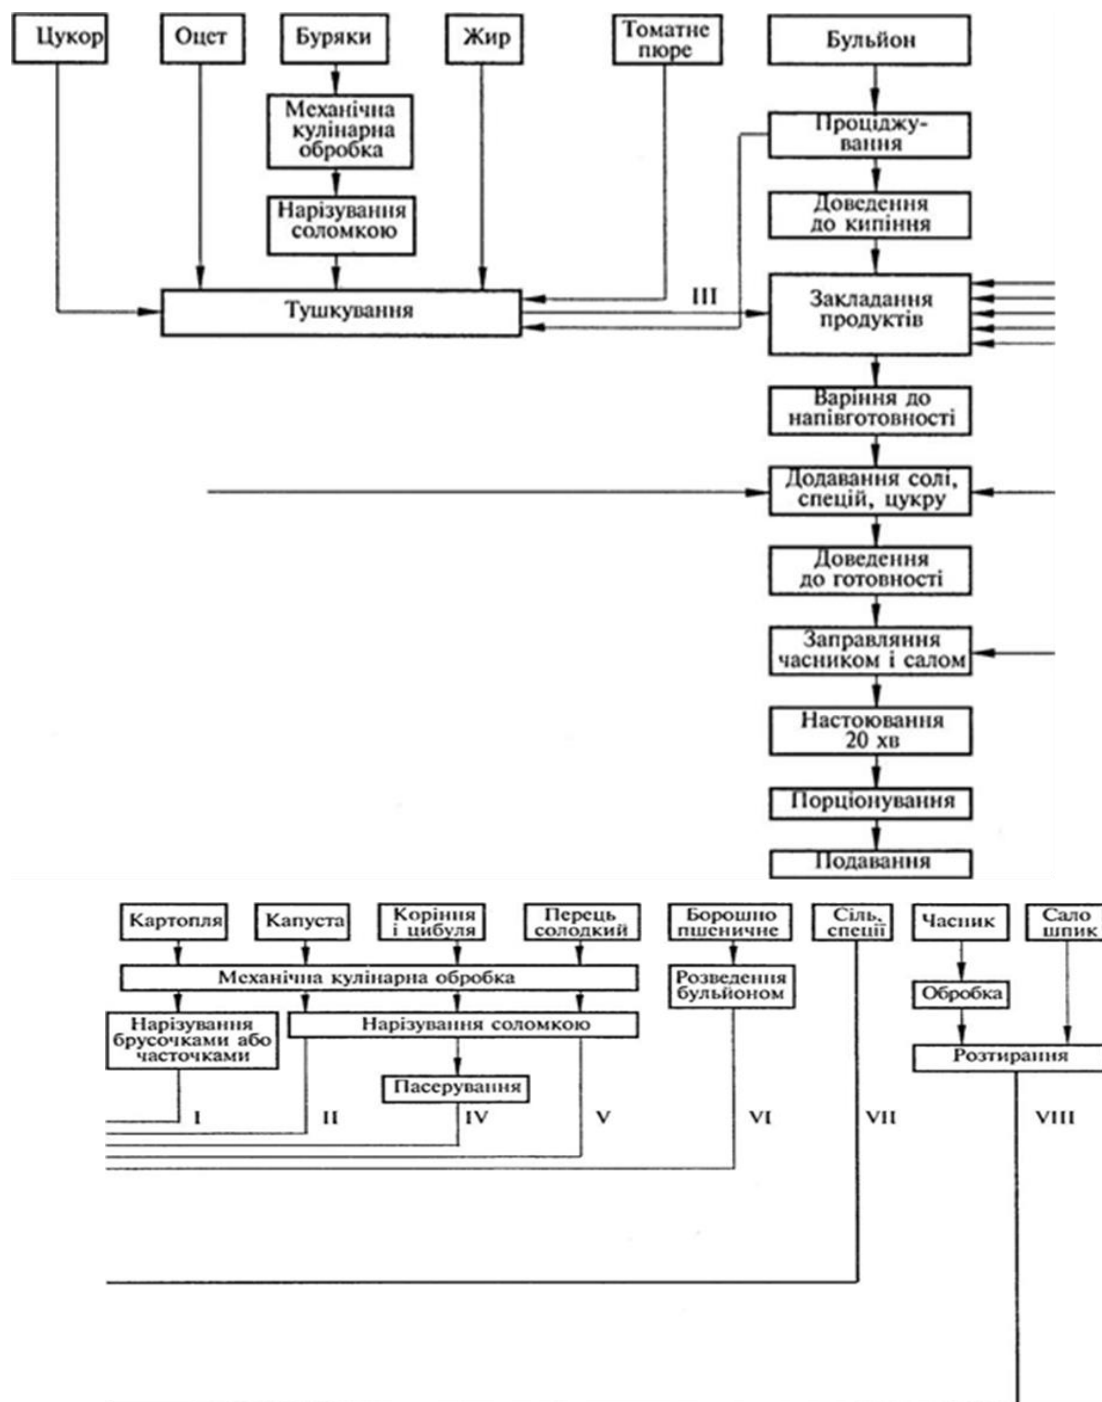 Цукор
Оцет
Буряки
Жир
Томатне
пюре
Бульйон
Механічна
кулінарна
обробка
Проціджу-
вання
Нарізування
соломкою
Доведення
до кипіння
Тушкування
III
Закладання
продуктів
Варіння до
напівготовності
Додавання солі,
спецій, цукру
Доведення
до готовності
Заправляння
часником і салом
Настоювання
20 хв
Порціонування
Подавання
Картопля
Капуста
Коріння
і цибуля
Перець
солодкий
Борошно
пшеничне
Сіль,
спеції
Часник
Сало
шпик
Механічна кулінарна обробка
Розведення
бульйоном
Обробка
Нарізування
брусочками або
часточками
Нарізування соломкою
Розтирання
Пасерування
I
II
IV
V
VI
VII
VIII